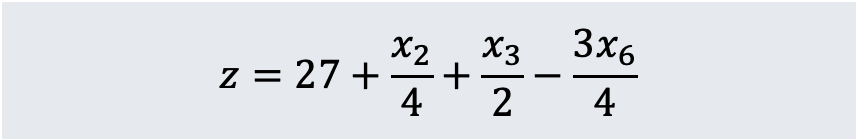 z = 27 + x₂/4 + x₃/2 − 3x₆/4